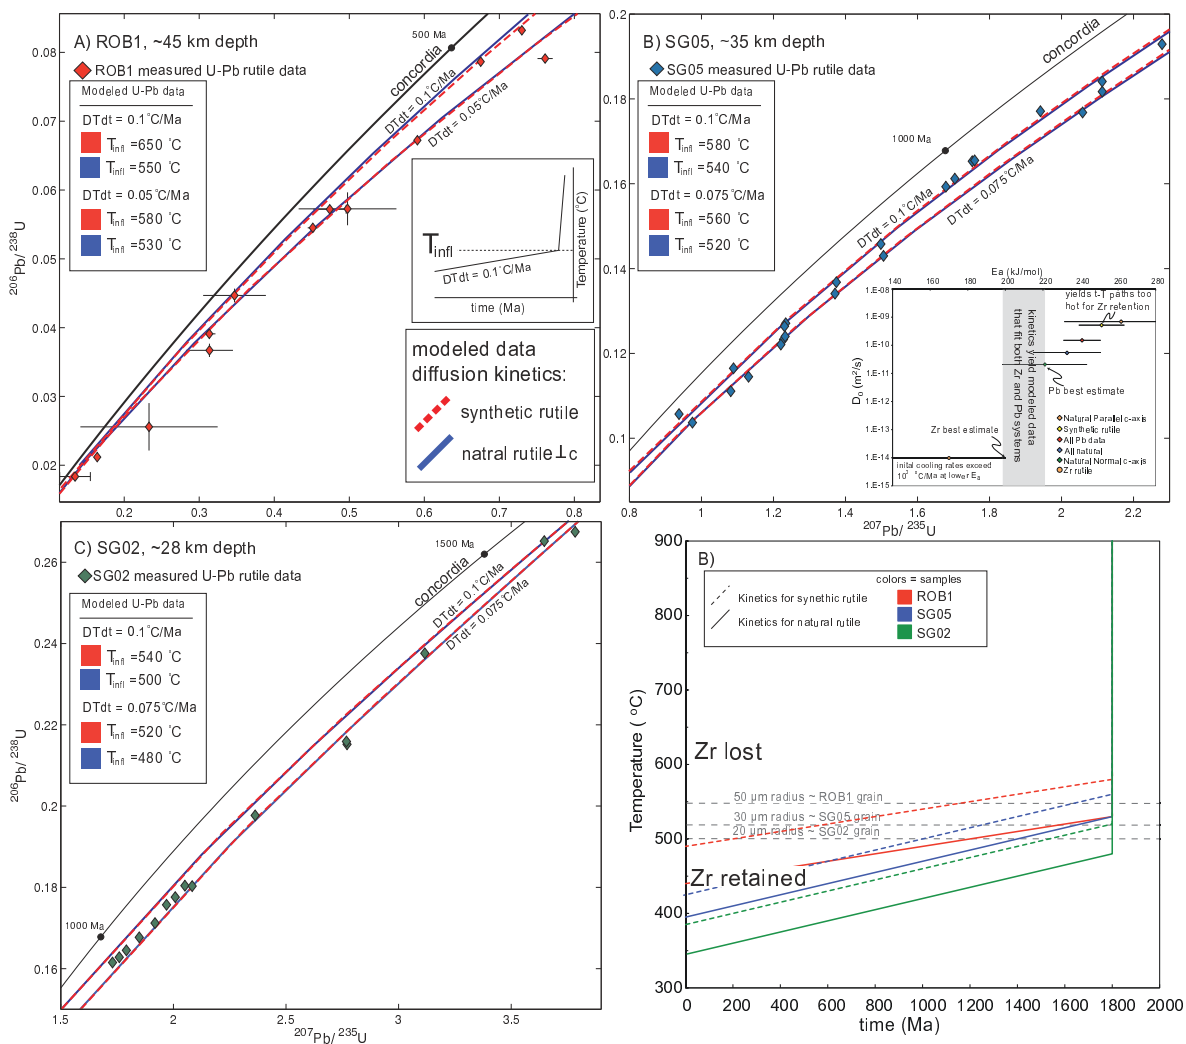 A) ROB1, ~45 km depth
ROB1 measured U-Pb rutile data
Modeled U-Pb data
DTdt = 0.1°C/Ma
Tinfl =650 °C
Tinfl =550 °C
DTdt = 0.05°C/Ma
Tinfl =580 °C
Tinfl =530 °C
500 Ma
concordia
DTdt = 0.1°C/Ma
DTdt = 0.05°C/Ma
Tinfl
DTdt = 0.1°C/Ma
time (Ma)
Temperature (°C)
modeled data
diffusion kinetics:
synthetic rutile
natral rutile⊥c
206Pb/ 238U
0.08
0.07
0.06
0.05
0.04
0.03
0.02
0.2
0.3
0.4
0.5
0.6
0.7
0.8
B) SG05, ~35 km depth
SG05 measured U-Pb rutile data
Modeled U-Pb data
DTdt = 0.1°C/Ma
Tinfl =580 °C
Tinfl =540 °C
DTdt = 0.075°C/Ma
Tinfl =560 °C
Tinfl =520 °C
concordia
1000 Ma
DTdt = 0.1°C/Ma
DTdt = 0.075°C/Ma
0.2
0.18
0.16
0.14
0.12
0.1
0.8
1
1.2
1.4
1.6
1.8
2
2.2
207Pb/ 235U
Ea (kJ/mol)
140
160
180
200
220
240
260
280
1.E-08
1.E-09
1.E-10
1.E-11
1.E-12
1.E-13
1.E-14
1.E-15
D0 (m2/s)
yields t-T paths too
hot for Zr retention
kinetics yield modeled data
that fit both Zr and Pb systems
Pb best estimate
Zr best estimate
inital cooling rates exceed
10² °C/Ma at lower Ea
Natural Parallel c-axis
Synthetic rutile
All Pb data
All natural
Natural Normal c-axis
Zr rutile
C) SG02, ~28 km depth
SG02 measured U-Pb rutile data
Modeled U-Pb data
DTdt = 0.1°C/Ma
Tinfl =540 °C
Tinfl =500 °C
DTdt = 0.075°C/Ma
Tinfl =520 °C
Tinfl =480 °C
1500 Ma
concordia
DTdt = 0.1°C/Ma
DTdt = 0.075°C/Ma
1000 Ma
206Pb/ 238U
0.26
0.24
0.22
0.2
0.18
0.16
1.5
2
2.5
3
3.5
207Pb/ 235U
B)
colors = samples
Kinetics for synethic rutile
Kinetics for natural rutile
ROB1
SG05
SG02
Zr lost
50 µm radius ~ ROB1 grain
30 µm radius ~ SG05 grain
20 µm radius ~ SG02 grain
Zr retained
Temperature ( °C)
900
800
700
600
500
400
300
0
200
400
600
800
1000
1200
1400
1600
1800
2000
time (Ma)